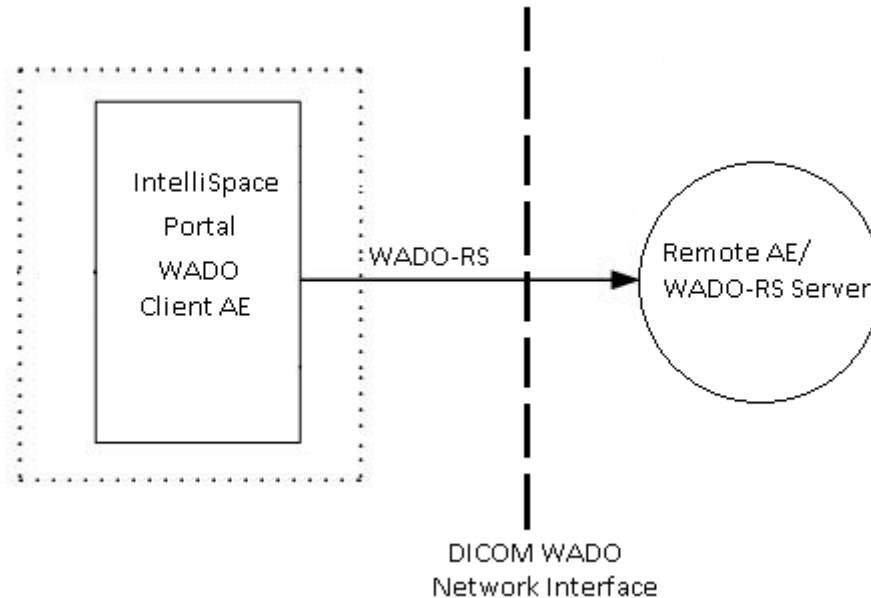 IntelliSpace
Portal
WADO
Client AE
WADO-RS
Remote AE/
WADO-RS Server
DICOM WADO
Network Interface